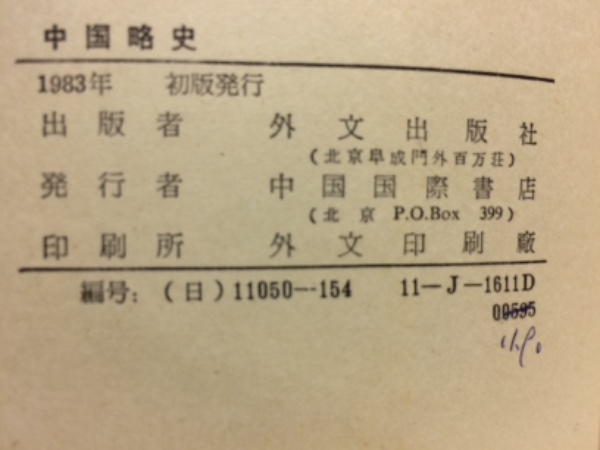 中国略史
1983年 初版発行
出版者 外文出版社
(北京阜成門外百万荘)
発行者 中国国際書店
(北京 P.O.Box 399)
印刷所 外文印刷廠
編号: (日) 11050—154 11—J—1611D
00595